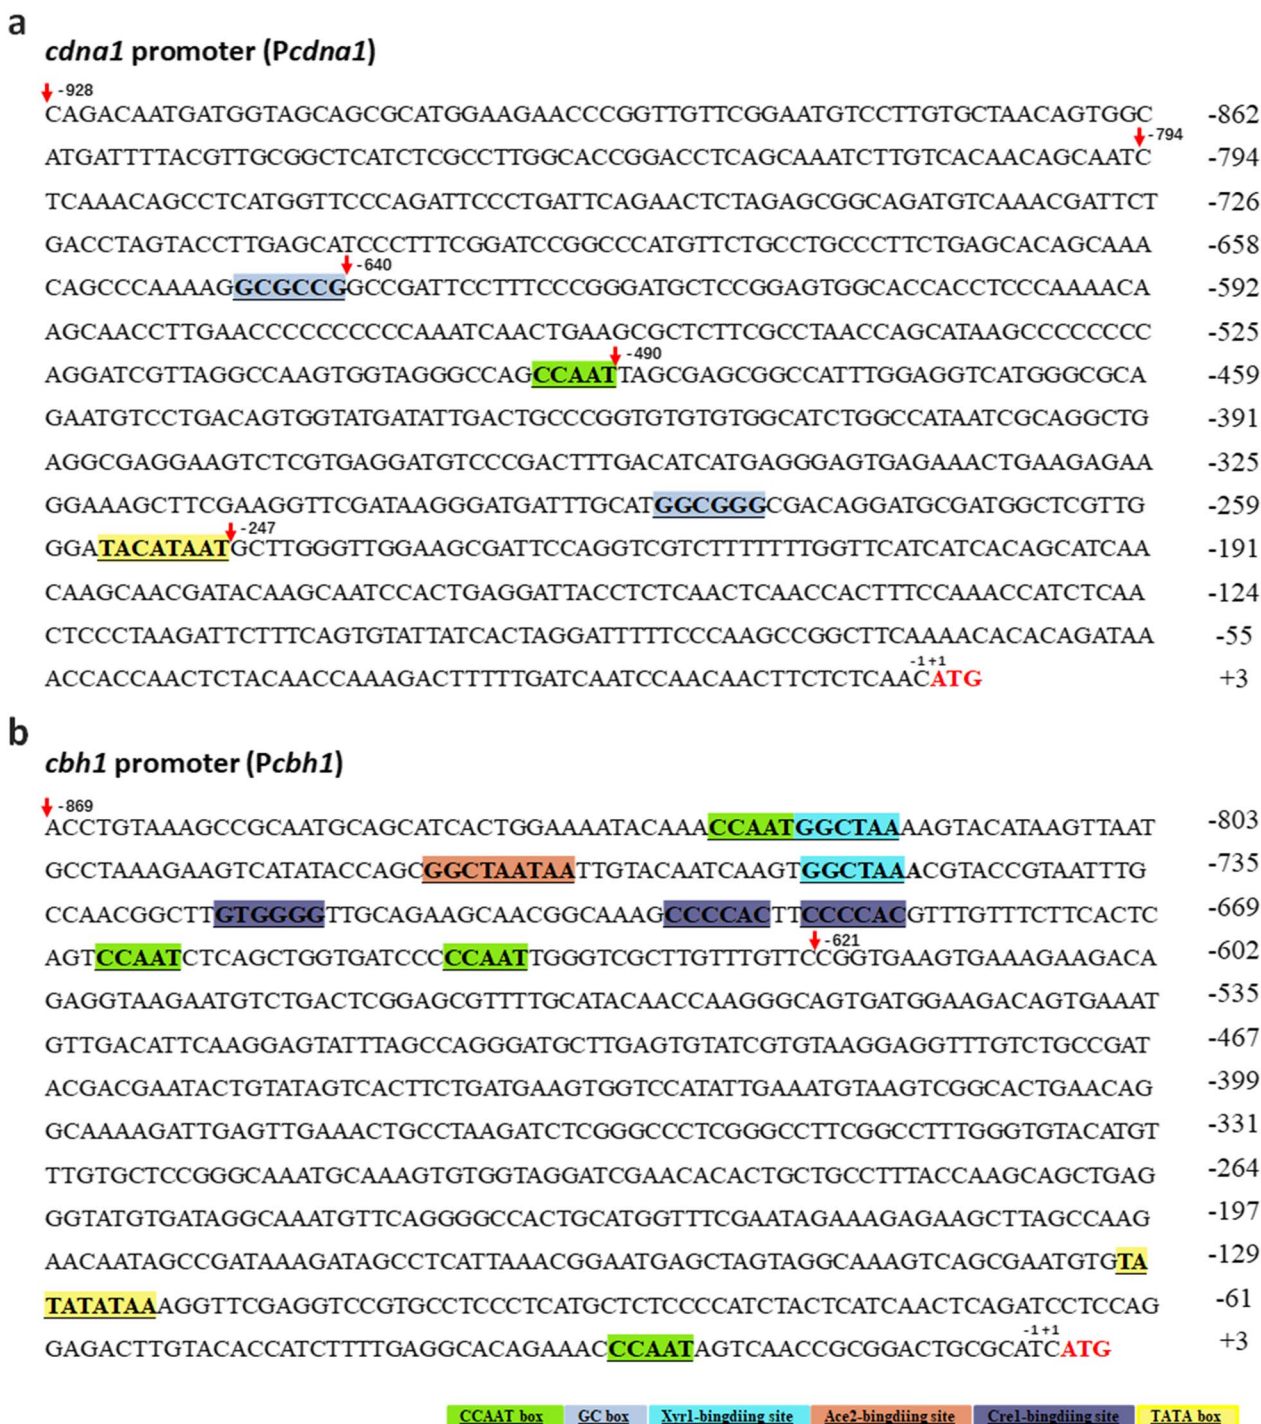 a
cdna1 promoter (Pcdna1)
-928
CAGACAATGATGGTAGCAGCGCATGGAAGAACCCGGTTGTTCGGAATGTCCTTGTGCTAACAGTGGC -862
-794
ATGATTTTACGTTGCGGCTCATCTCGCCTTGGCACCGGACCTCAGCAAATCTTGTCACAACAGCAATC -794
TCAAACAGCCTCATGGTTCCCAGATTCCCTGATTCAGAACTCTAGAGCGGCAGATGTCAAACGATTCT -726
GACCTAGTACCTTGAGCATCCCTTTCGGATCCGGCCCATGTTCTGCCTGCCCTTCTGAGCACAGCAAA -658
-640
CAGCCCAAAAGGCGCCGGCCGATTCCTTTCCCGGGATGCTCCGGAGTGGCACCACCTCCCAAAACA -592
AGCAACCTTGAACCCCCCCCCCAAATCAACTGAAGCGCTCTTCGCCTAACCAGCATAAGCCCCCCCC -525
-490
AGGATCGTTAGGCCAAGTGGTAGGGCCAGCCAATTAGCGAGCGGCCATTTGGAGGTCATGGGCGCA -459
GAATGTCCTGACAGTGGTATGATATTGACTGCCCGGTGTGTGTGGCATCTGGCCATAATCGCAGGCTG -391
AGGCGAGGAAGTCTCGTGAGGATGTCCCGACTTTGACATCATGAGGGAGTGAGAAACTGAAGAGAA -325
GGAAAGCTTCGAAGGTTCGATAAGGGATGATTTGCATGGCGGGCGACAGGATGCGATGGCTCGTTG -259
-247
GGATACATAATGCTTGGGTTGGAAGCGATTCCAGGTCGTCTTTTTTTGGTTCATCATCACAGCATCAA -191
CAAGCAACGATACAAGCAATCCACTGAGGATTACCTCTCAACTCAACCACTTTCCAAACCATCTCAA -124
CTCCCTAAGATTCTTTCAGTGTATTATCACTAGGATTTTTCCCAAGCCGGCTTCAAAACACACAGATAA -55
-1 +1
ACCACCAACTCTACAACCAAAGACTTTTTGATCAATCCAACAACTTCTCTCAACATG +3
b
cbh1 promoter (Pcbh1)
-869
ACCTGTAAAGCCGCAATGCAGCATCACTGGAAAATACAAACCAATGGCTAAAAGTACATAAGTTAAT -803
GCCTAAAGAAGTCATATACCAGCGGCTAATAATTGTACAATCAAGTGGCTAAACGTACCGTAATTTG -735
CCAACGGCTTGTGGGGTTGCAGAAGCAACGGCAAAGCCCCACTTCCCCACGTTTGTTTCTTCACTC -669
-621
AGTCCAATCTCAGCTGGTGATCCCCCAATTGGGTCGCTTGTTTGTTCCGGTGAAGTGAAAGAAGACA -602
GAGGTAAGAATGTCTGACTCGGAGCGTTTTGCATACAACCAAGGGCAGTGATGGAAGACAGTGAAAT -535
GTTGACATTCAAGGAGTATTTAGCCAGGGATGCTTGAGTGTATCGTGTAAGGAGGTTTGTCTGCCGAT -467
ACGACGAATACTGTATAGTCACTTCTGATGAAGTGGTCCATATTGAAATGTAAGTCGGCACTGAACAG -399
GCAAAAGATTGAGTTGAAACTGCCTAAGATCTCGGGCCCTCGGGCCTTCGGCCTTTGGGTGTACATGT -331
TTGTGCTCCGGGCAAATGCAAAGTGTGGTAGGATCGAACACACTGCTGCCTTTACCAAGCAGCTGAG -264
GGTATGTGATAGGCAAATGTTCAGGGGCCACTGCATGGTTTCGAATAGAAAGAGAAGCTTAGCCAAG -197
AACAATAGCCGATAAAGATAGCCTCATTAAACGGAATGAGCTAGTAGGCAAAGTCAGCGAATGTGTA -129
TATATAAAGGTTCGAGGTCCGTGCCTCCCTCATGCTCTCCCCATCTACTCATCAACTCAGATCCTCCAG -61
-1 +1
GAGACTTGTACACCATCTTTTGAGGCACAGAAACCCAATAGTCAACCGCGGACTGCGCATCATG +3
CCAAT box GC box Xyr1-bingdiing site Ace2-bingdiing site Cre1-bingdiing site TATA box